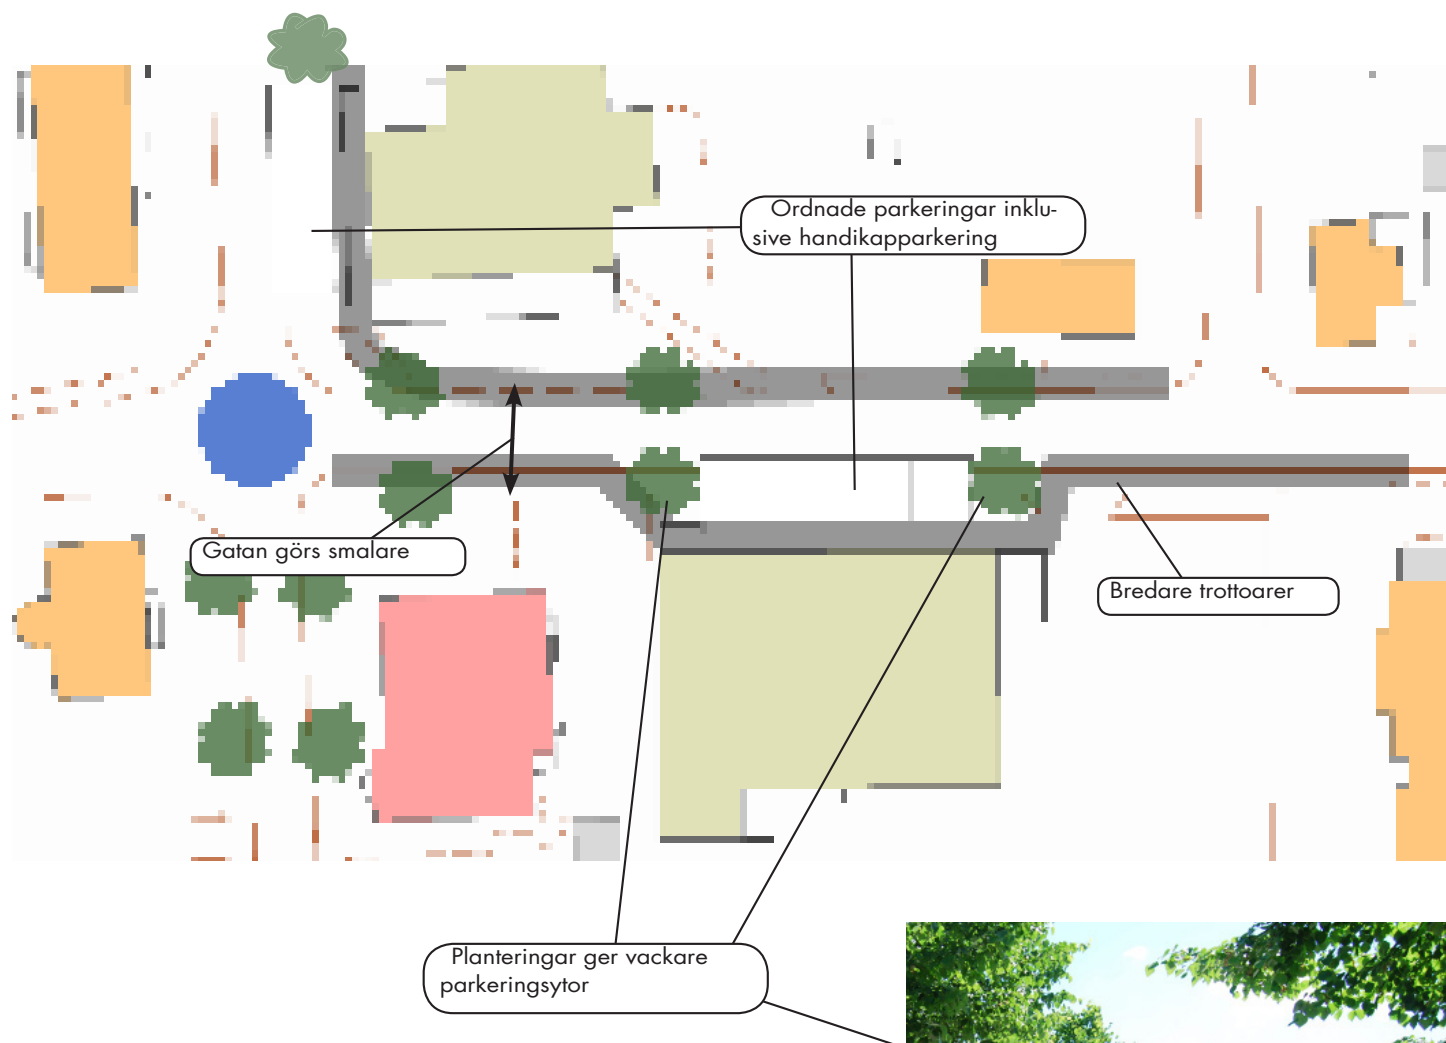 Ordnade parkeringar inklu-
sive handikapparkering
Gatan görs smalare
Bredare trottoarer
Planteringar ger vackare
parkeringsytor